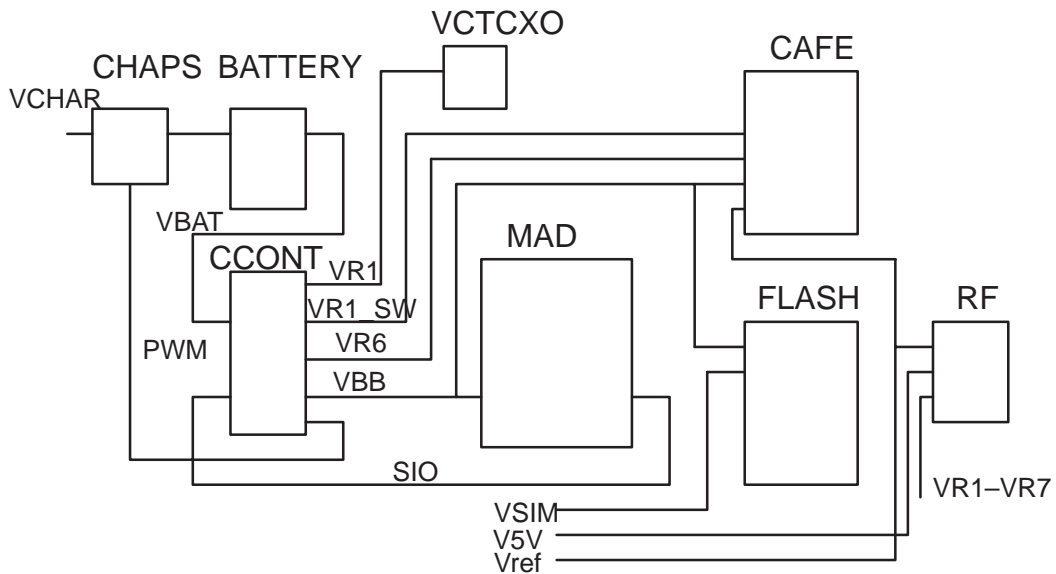 VCTCXO
CAFE
CHAPS BATTERY
VCHAR
VBAT
MAD
CCONT
VR1
FLASH
RF
VR1_SW
PWM
VR6
VBB
SIO
VR1–VR7
VSIM
V5V
Vref